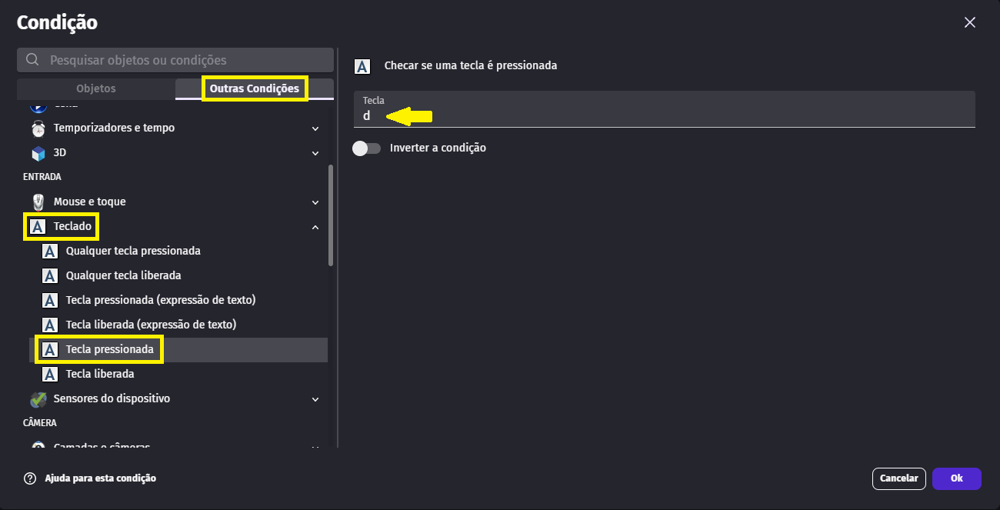 Condição
Pesquisar objetos ou condições
Objetos
Outras Condições
Temporizadores e tempo
3D
ENTRADA
Mouse e toque
Teclado
Qualquer tecla pressionada
Qualquer tecla liberada
Tecla pressionada (expressão de texto)
Tecla liberada (expressão de texto)
Tecla pressionada
Tecla liberada
Sensores do dispositivo
CÂMERA
Camadas e câmeras
Checar se uma tecla é pressionada
Tecla
d
Inverter a condição
Ajuda para esta condição
Cancelar
Ok